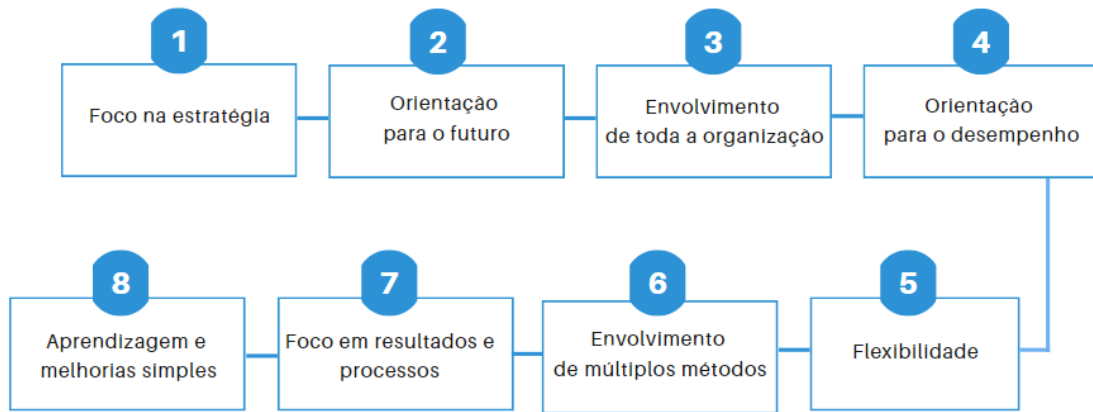 1
Foco na estratégia
2
Orientação
para o futuro
3
Envolvimento
de toda a organização
4
Orientação
para o desempenho
5
Flexibilidade
6
Envolvimento
de múltiplos métodos
7
Foco em resultados e
processos
8
Aprendizagem e
melhorias simples